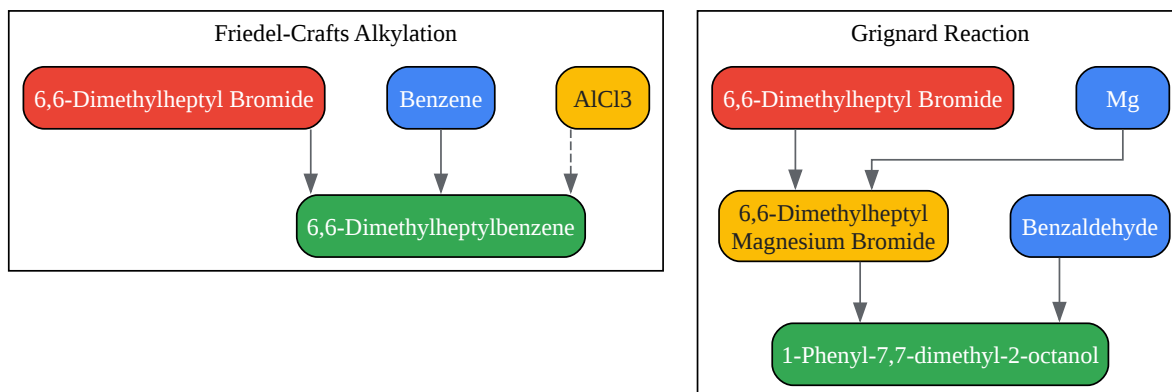 Friedel-Crafts Alkylation
6,6-Dimethylheptyl Bromide
Benzene
AlCl3
6,6-Dimethylheptylbenzene
Grignard Reaction
6,6-Dimethylheptyl Bromide
Mg
6,6-Dimethylheptyl
Magnesium Bromide
Benzaldehyde
1-Phenyl-7,7-dimethyl-2-octanol